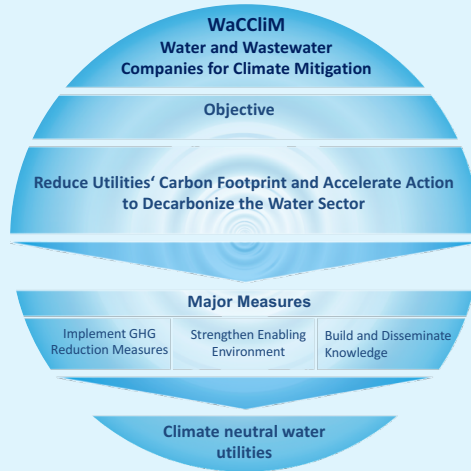 WaCCliM
Water and Wastewater
Companies for Climate Mitigation
Objective
Reduce Utilities‘ Carbon Footprint and Accelerate Action
to Decarbonize the Water Sector
Major Measures
Implement GHG
Reduction Measures
Strengthen Enabling
Environment
Build and Disseminate
Knowledge
Climate neutral water
utilities